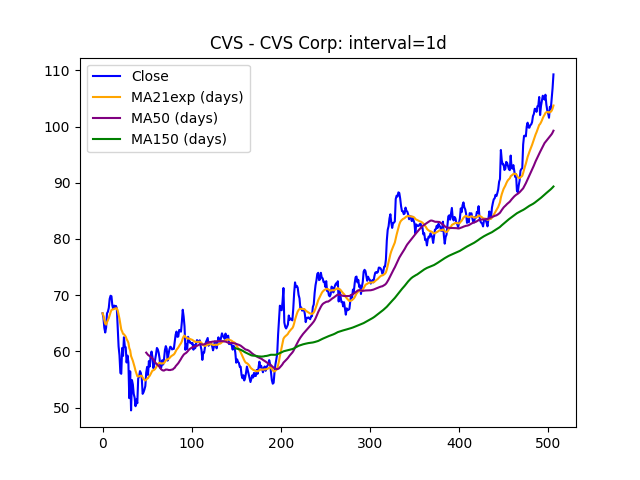 CVS - CVS Corp: interval=1d
Close
MA21exp (days)
MA50 (days)
MA150 (days)
110
100
90
80
70
60
50
0 100 200 300 400 500